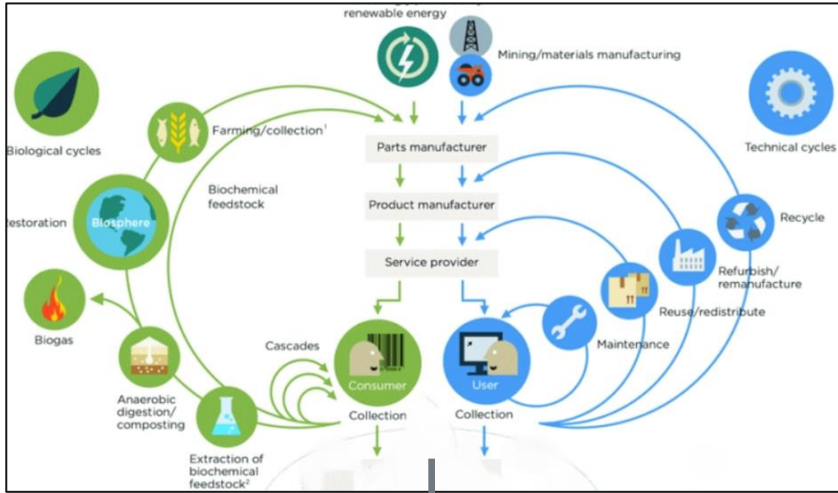 renewable energy
Mining/materials manufacturing
Biological cycles
Farming/collection¹
Parts manufacturer
Technical cycles
Biochemical
feedstock
Product manufacturer
Biosphere
Recycle
Service provider
Refurbish/
remanufacture
Reuse/redistribute
Biogas
Cascades
Maintenance
Consumer
User
Anaerobic
digestion/
composting
Collection
Collection
Extraction of
biochemical
feedstock²